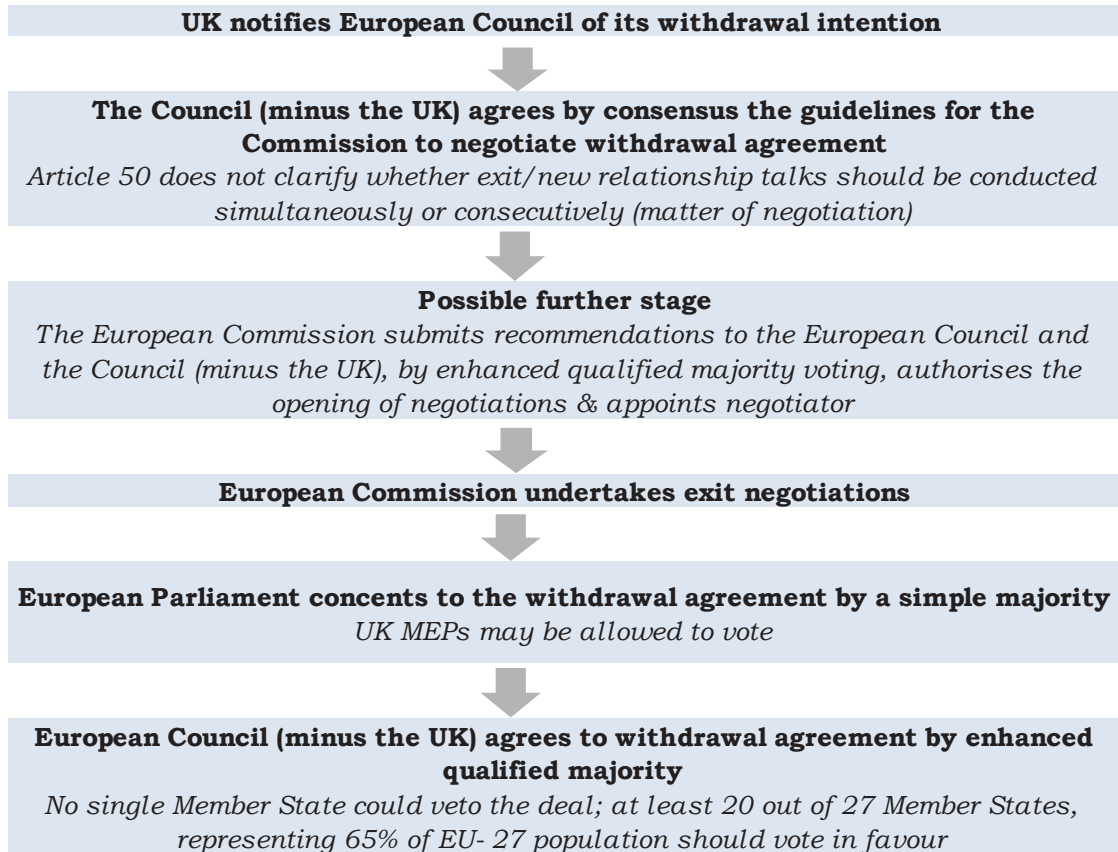 UK notifies European Council of its withdrawal intention
The Council (minus the UK) agrees by consensus the guidelines for the
Commission to negotiate withdrawal agreement
Article 50 does not clarify whether exit/new relationship talks should be conducted
simultaneously or consecutively (matter of negotiation)
Possible further stage
The European Commission submits recommendations to the European Council and
the Council (minus the UK), by enhanced qualified majority voting, authorises the
opening of negotiations & appoints negotiator
European Commission undertakes exit negotiations
European Parliament concents to the withdrawal agreement by a simple majority
UK MEPs may be allowed to vote
European Council (minus the UK) agrees to withdrawal agreement by enhanced
qualified majority
No single Member State could veto the deal; at least 20 out of 27 Member States,
representing 65% of EU- 27 population should vote in favour